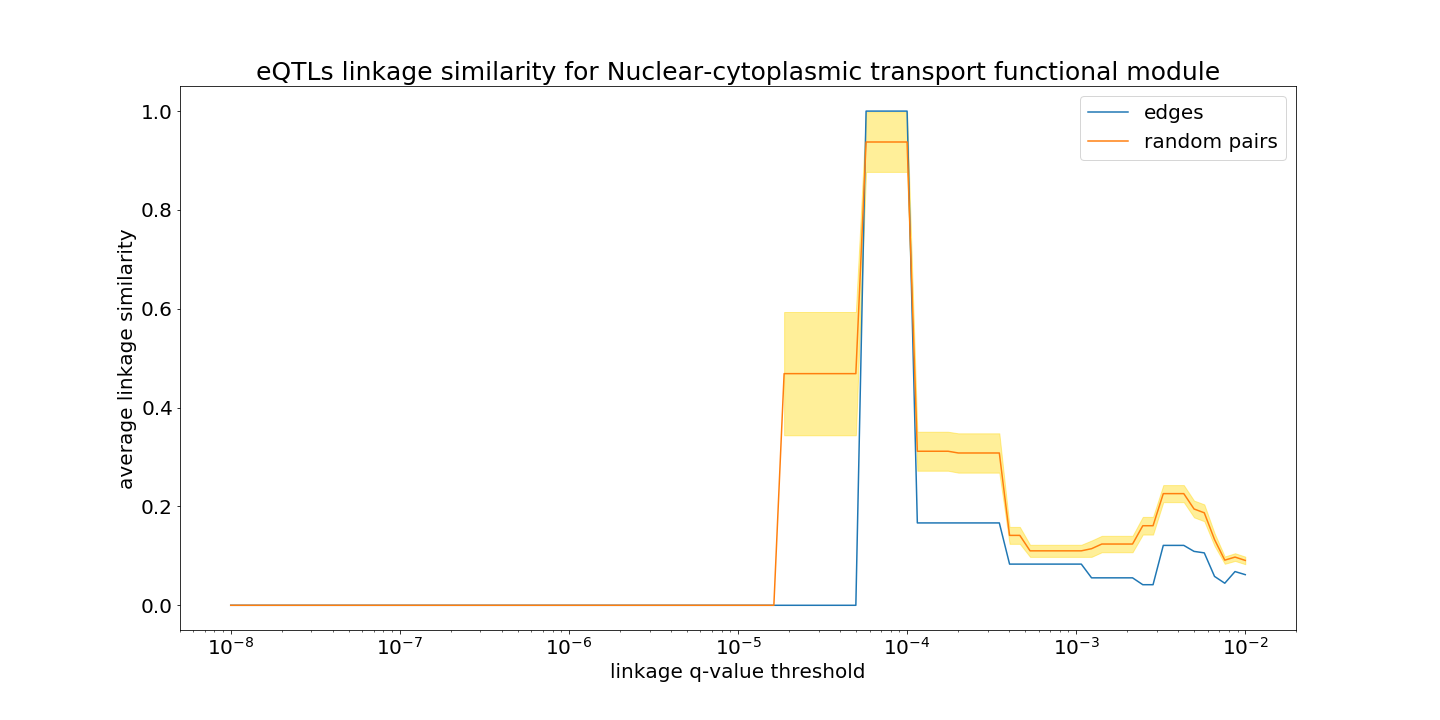 eQTLs linkage similarity for Nuclear-cytoplasmic transport functional module
edges
random pairs
1.0
0.8
0.6
0.4
0.2
0.0
average linkage similarity
10⁻⁸ 10⁻⁷ 10⁻⁶ 10⁻⁵ 10⁻⁴ 10⁻³ 10⁻²
linkage q-value threshold